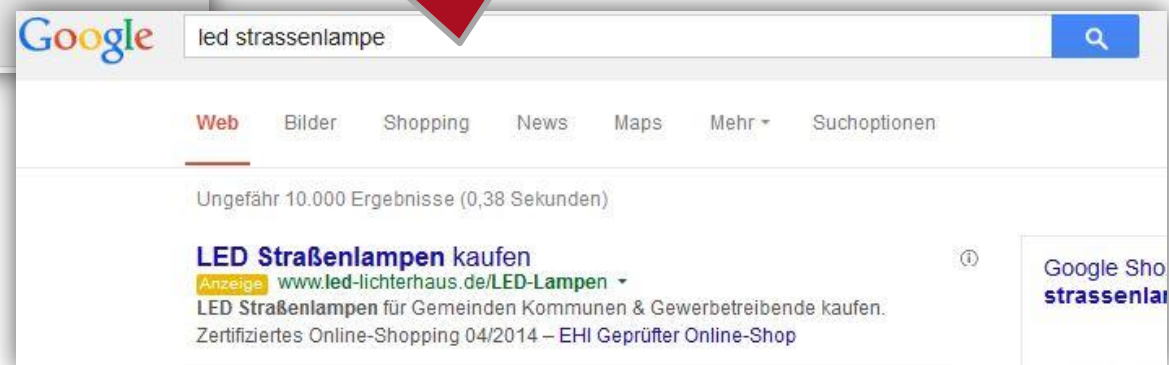 Google led strassenlampe
Web Bilder Shopping News Maps Mehr Suchoptionen
Ungefähr 10.000 Ergebnisse (0,38 Sekunden)
LED Straßenlampen kaufen
Anzeige www.led-lichterhaus.de/LED-Lampen
LED Straßenlampen für Gemeinden Kommunen & Gewerbetreibende kaufen.
Zertifiziertes Online-Shopping 04/2014 – EHI Geprüfter Online-Shop
Google Sho
strassenla